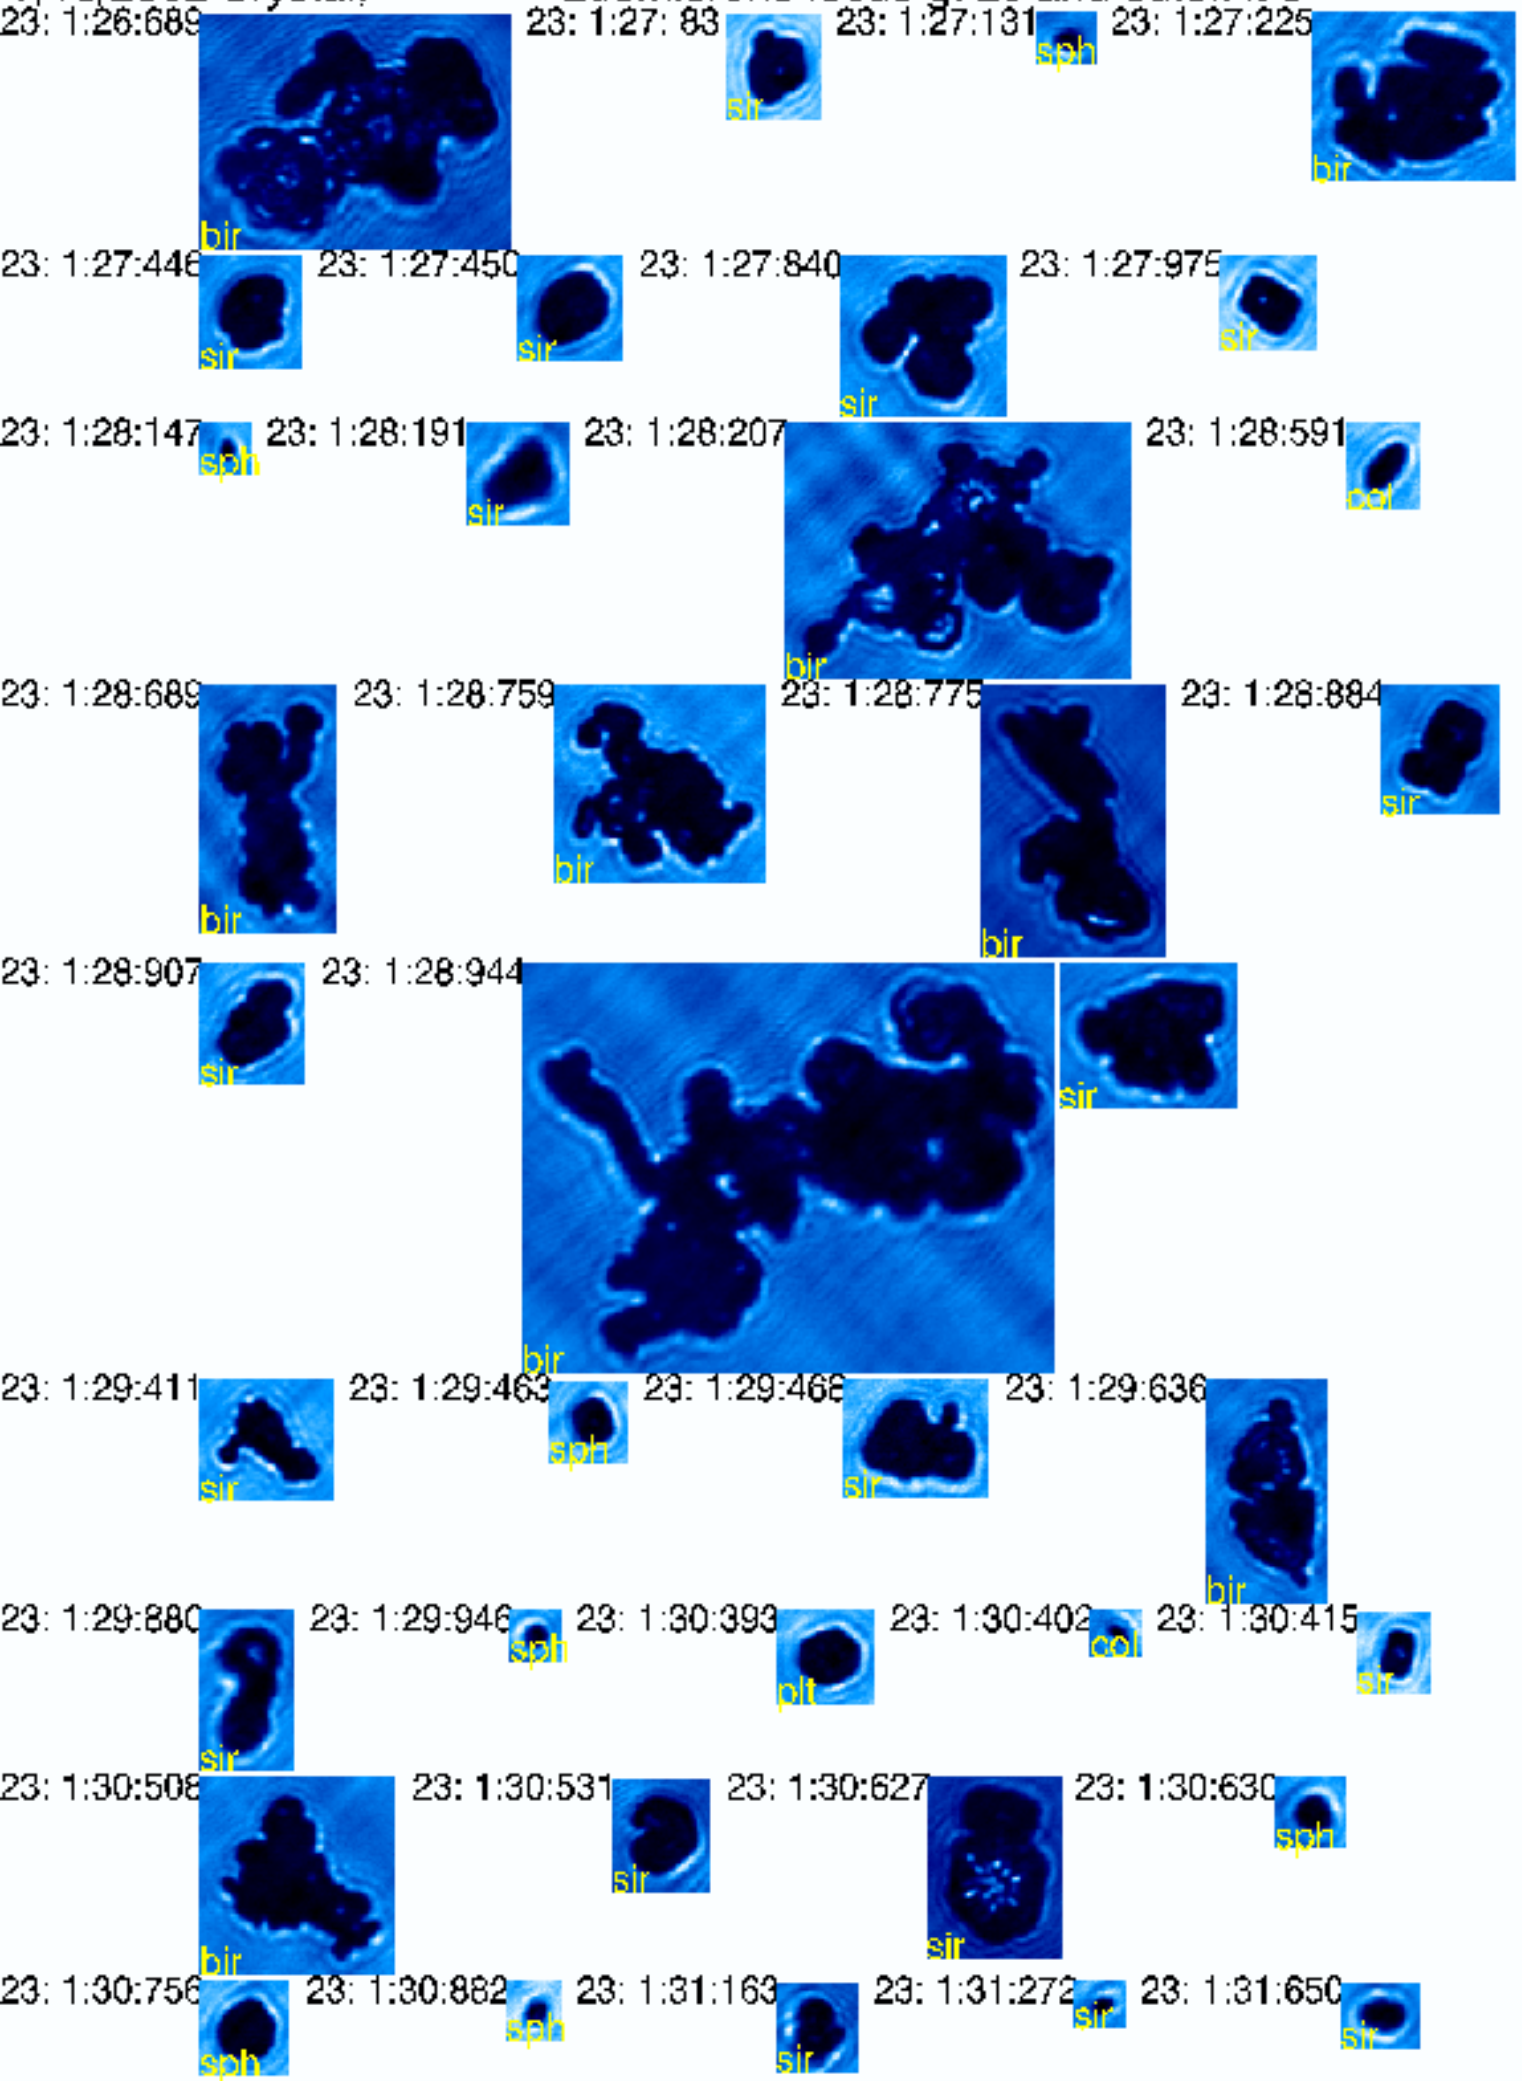 23: 1:26:689 23: 1:27: 83 23: 1:27:131 23: 1:27:225
sir sph
bir bir
23: 1:27:446 23: 1:27:450 23: 1:27:840 23: 1:27:975
sir sir sir sir
23: 1:28:147 23: 1:28:191 23: 1:28:207 23: 1:28:591
sph sir bir col
23: 1:28:689 23: 1:28:759 23: 1:28:775 23: 1:28:884
bir bir bir sir
23: 1:28:907 23: 1:28:944
sir bir sir
23: 1:29:411 23: 1:29:463 23: 1:29:468 23: 1:29:636
sir sph sir bir
23: 1:29:880 23: 1:29:946 23: 1:30:393 23: 1:30:402 23: 1:30:415
sir sph plt col sir
23: 1:30:508 23: 1:30:531 23: 1:30:627 23: 1:30:630
bir sir sir sph
23: 1:30:756 23: 1:30:882 23: 1:31:163 23: 1:31:272 23: 1:31:650
sph sph sir sir sir